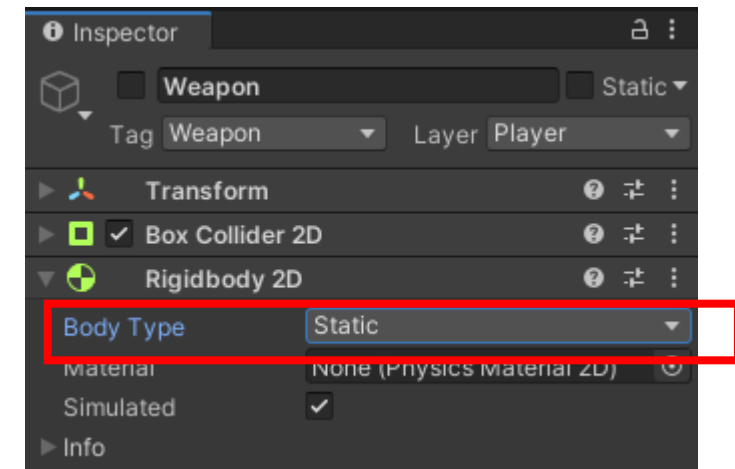 Inspector
Weapon Static
Tag Weapon Layer Player
Transform
Box Collider 2D
Rigidbody 2D
Body Type Static
Material None (Physics Material 2D)
Simulated
Info